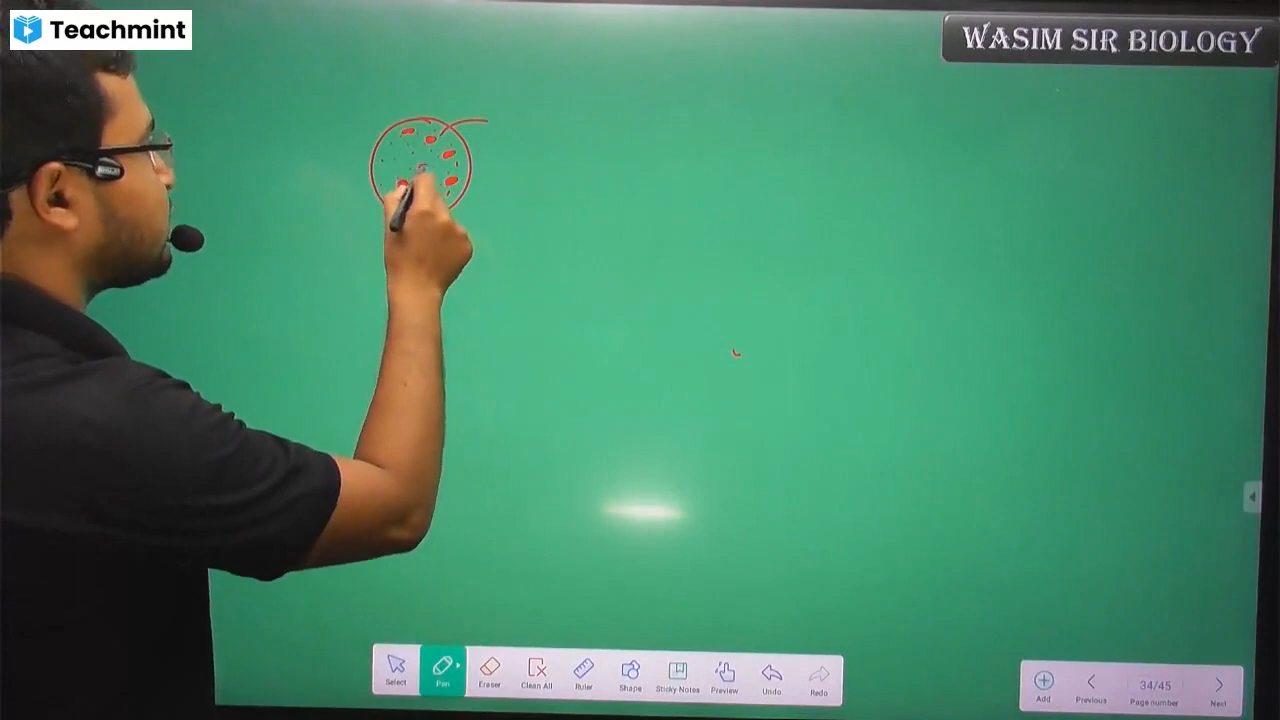 Teachmint
WASIM SIR BIOLOGY
Select
Pen
Eraser
Clean All
Ruler
Shape
Sticky Notes
Preview
Undo
Redo
Add
Previous
34/45
Page number
Next